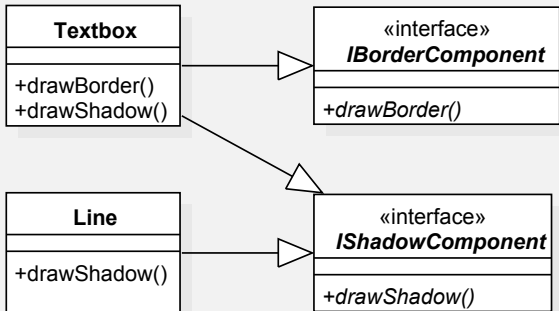 Textbox
+drawBorder()
+drawShadow()
«interface»
IBorderComponent
+drawBorder()
Line
+drawShadow()
«interface»
IShadowComponent
+drawShadow()